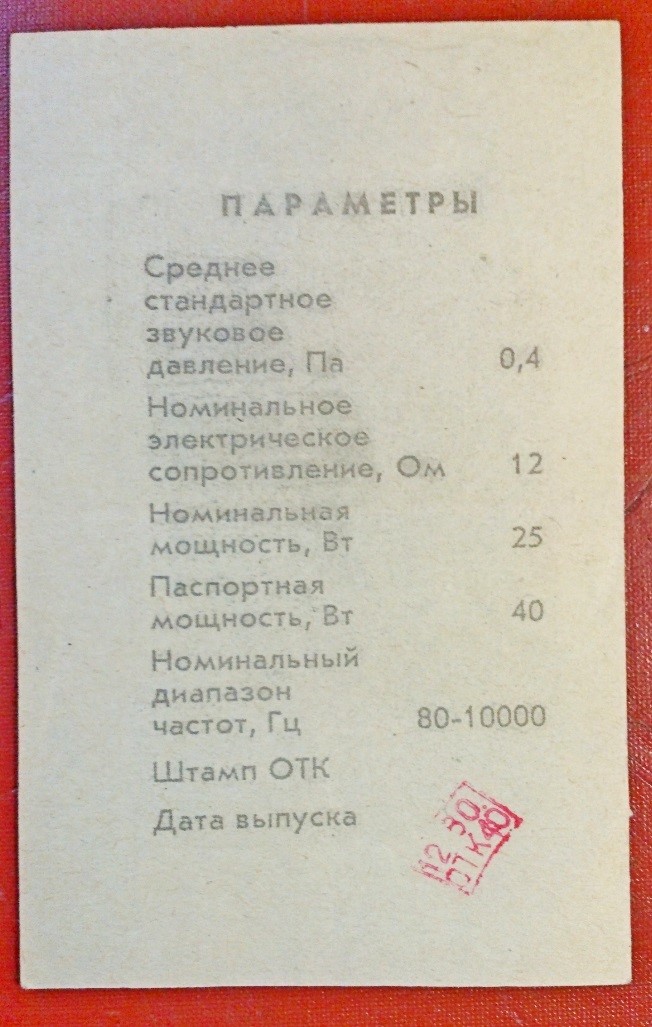 ПАРАМЕТРЫ
Среднее
стандартное
звуковое
давление, Па 0,4
Номинальное
электрическое
сопротивление, Ом 12
Номинальная
мощность, Вт 25
Паспортная
мощность, Вт 40
Номинальный
диапазон
частот, Гц 80-10000
Штамп ОТК
Дата выпуска
ОТК40